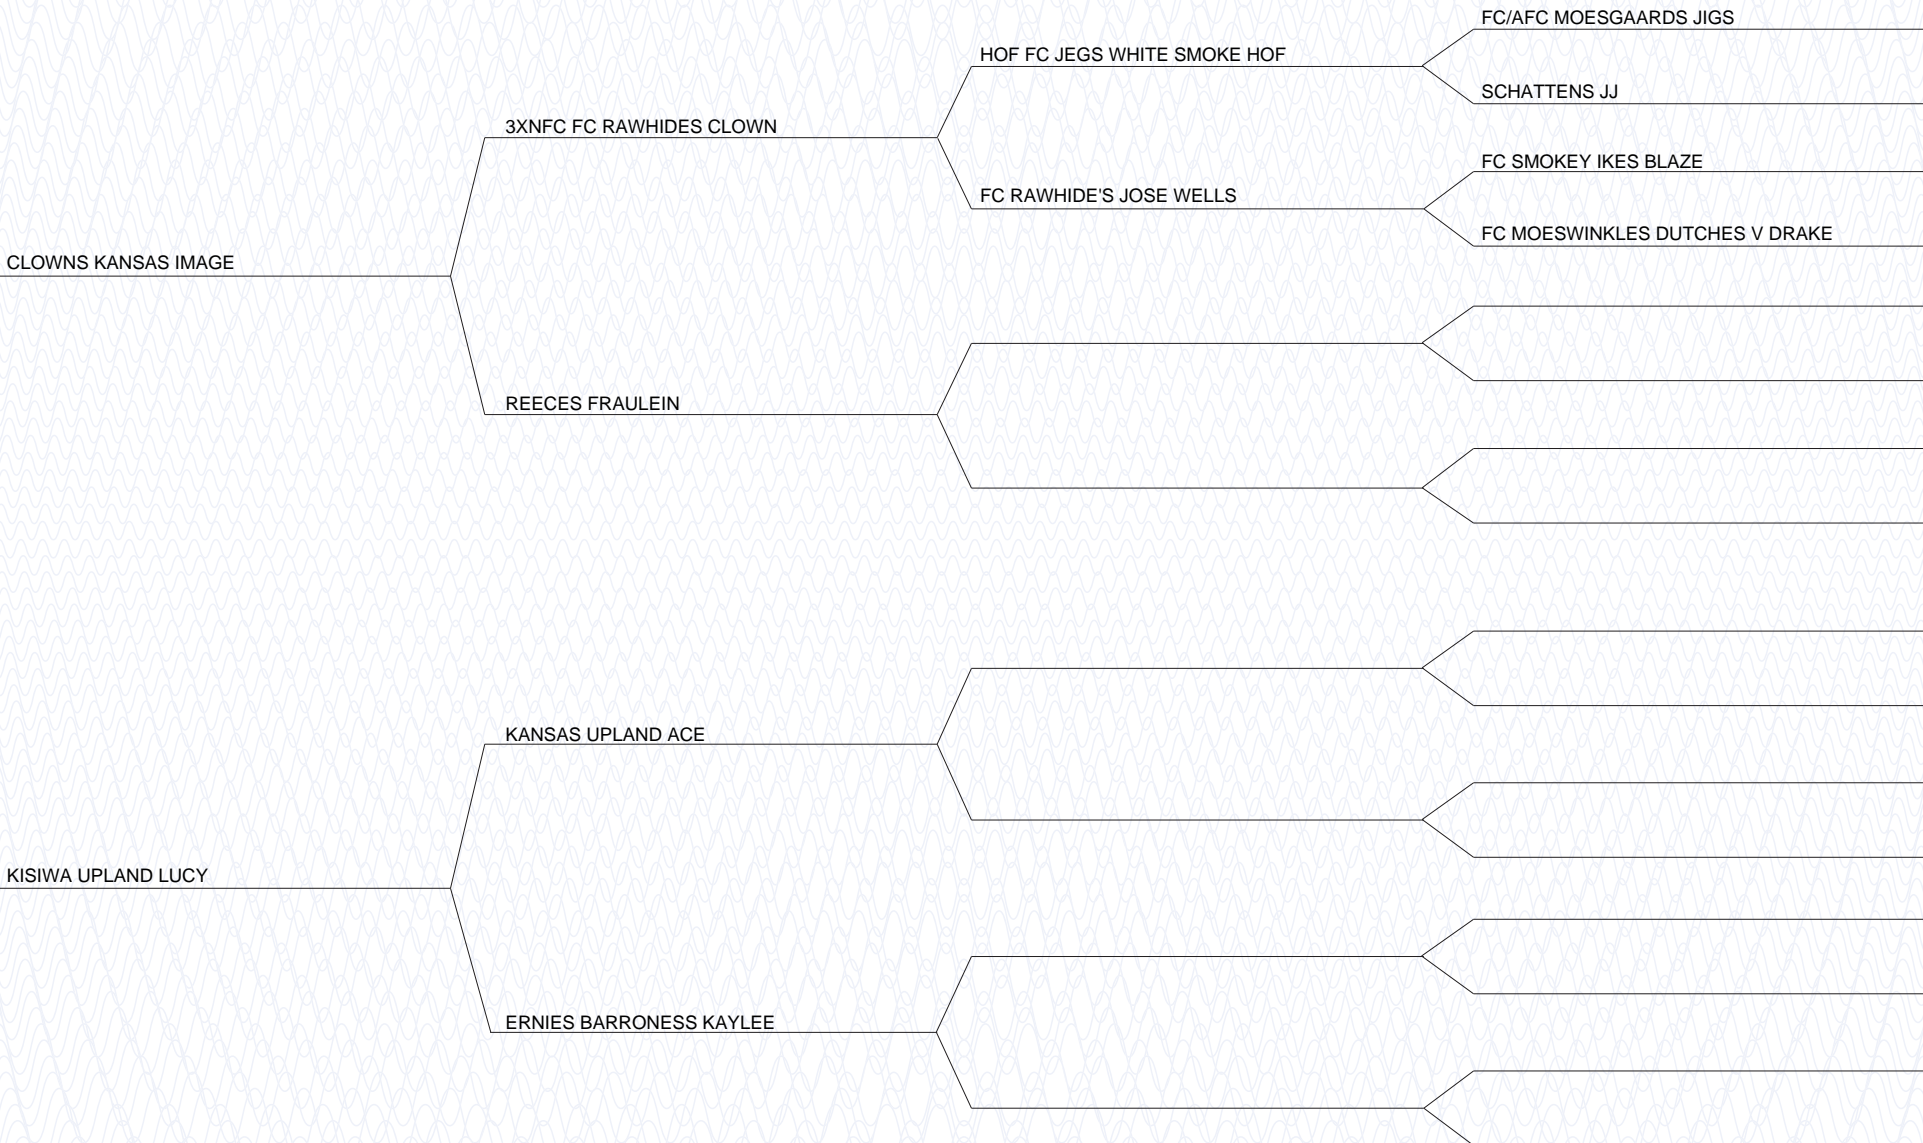 FC/AFC MOESGAARDS JIGS
HOF FC JEGS WHITE SMOKE HOF
SCHATTENS JJ
3XNFC FC RAWHIDES CLOWN
FC SMOKEY IKES BLAZE
FC RAWHIDE'S JOSE WELLS
FC MOESWINKLES DUTCHES V DRAKE
CLOWNS KANSAS IMAGE
REECES FRAULEIN
KANSAS UPLAND ACE
KISIWA UPLAND LUCY
ERNIES BARRONESS KAYLEE